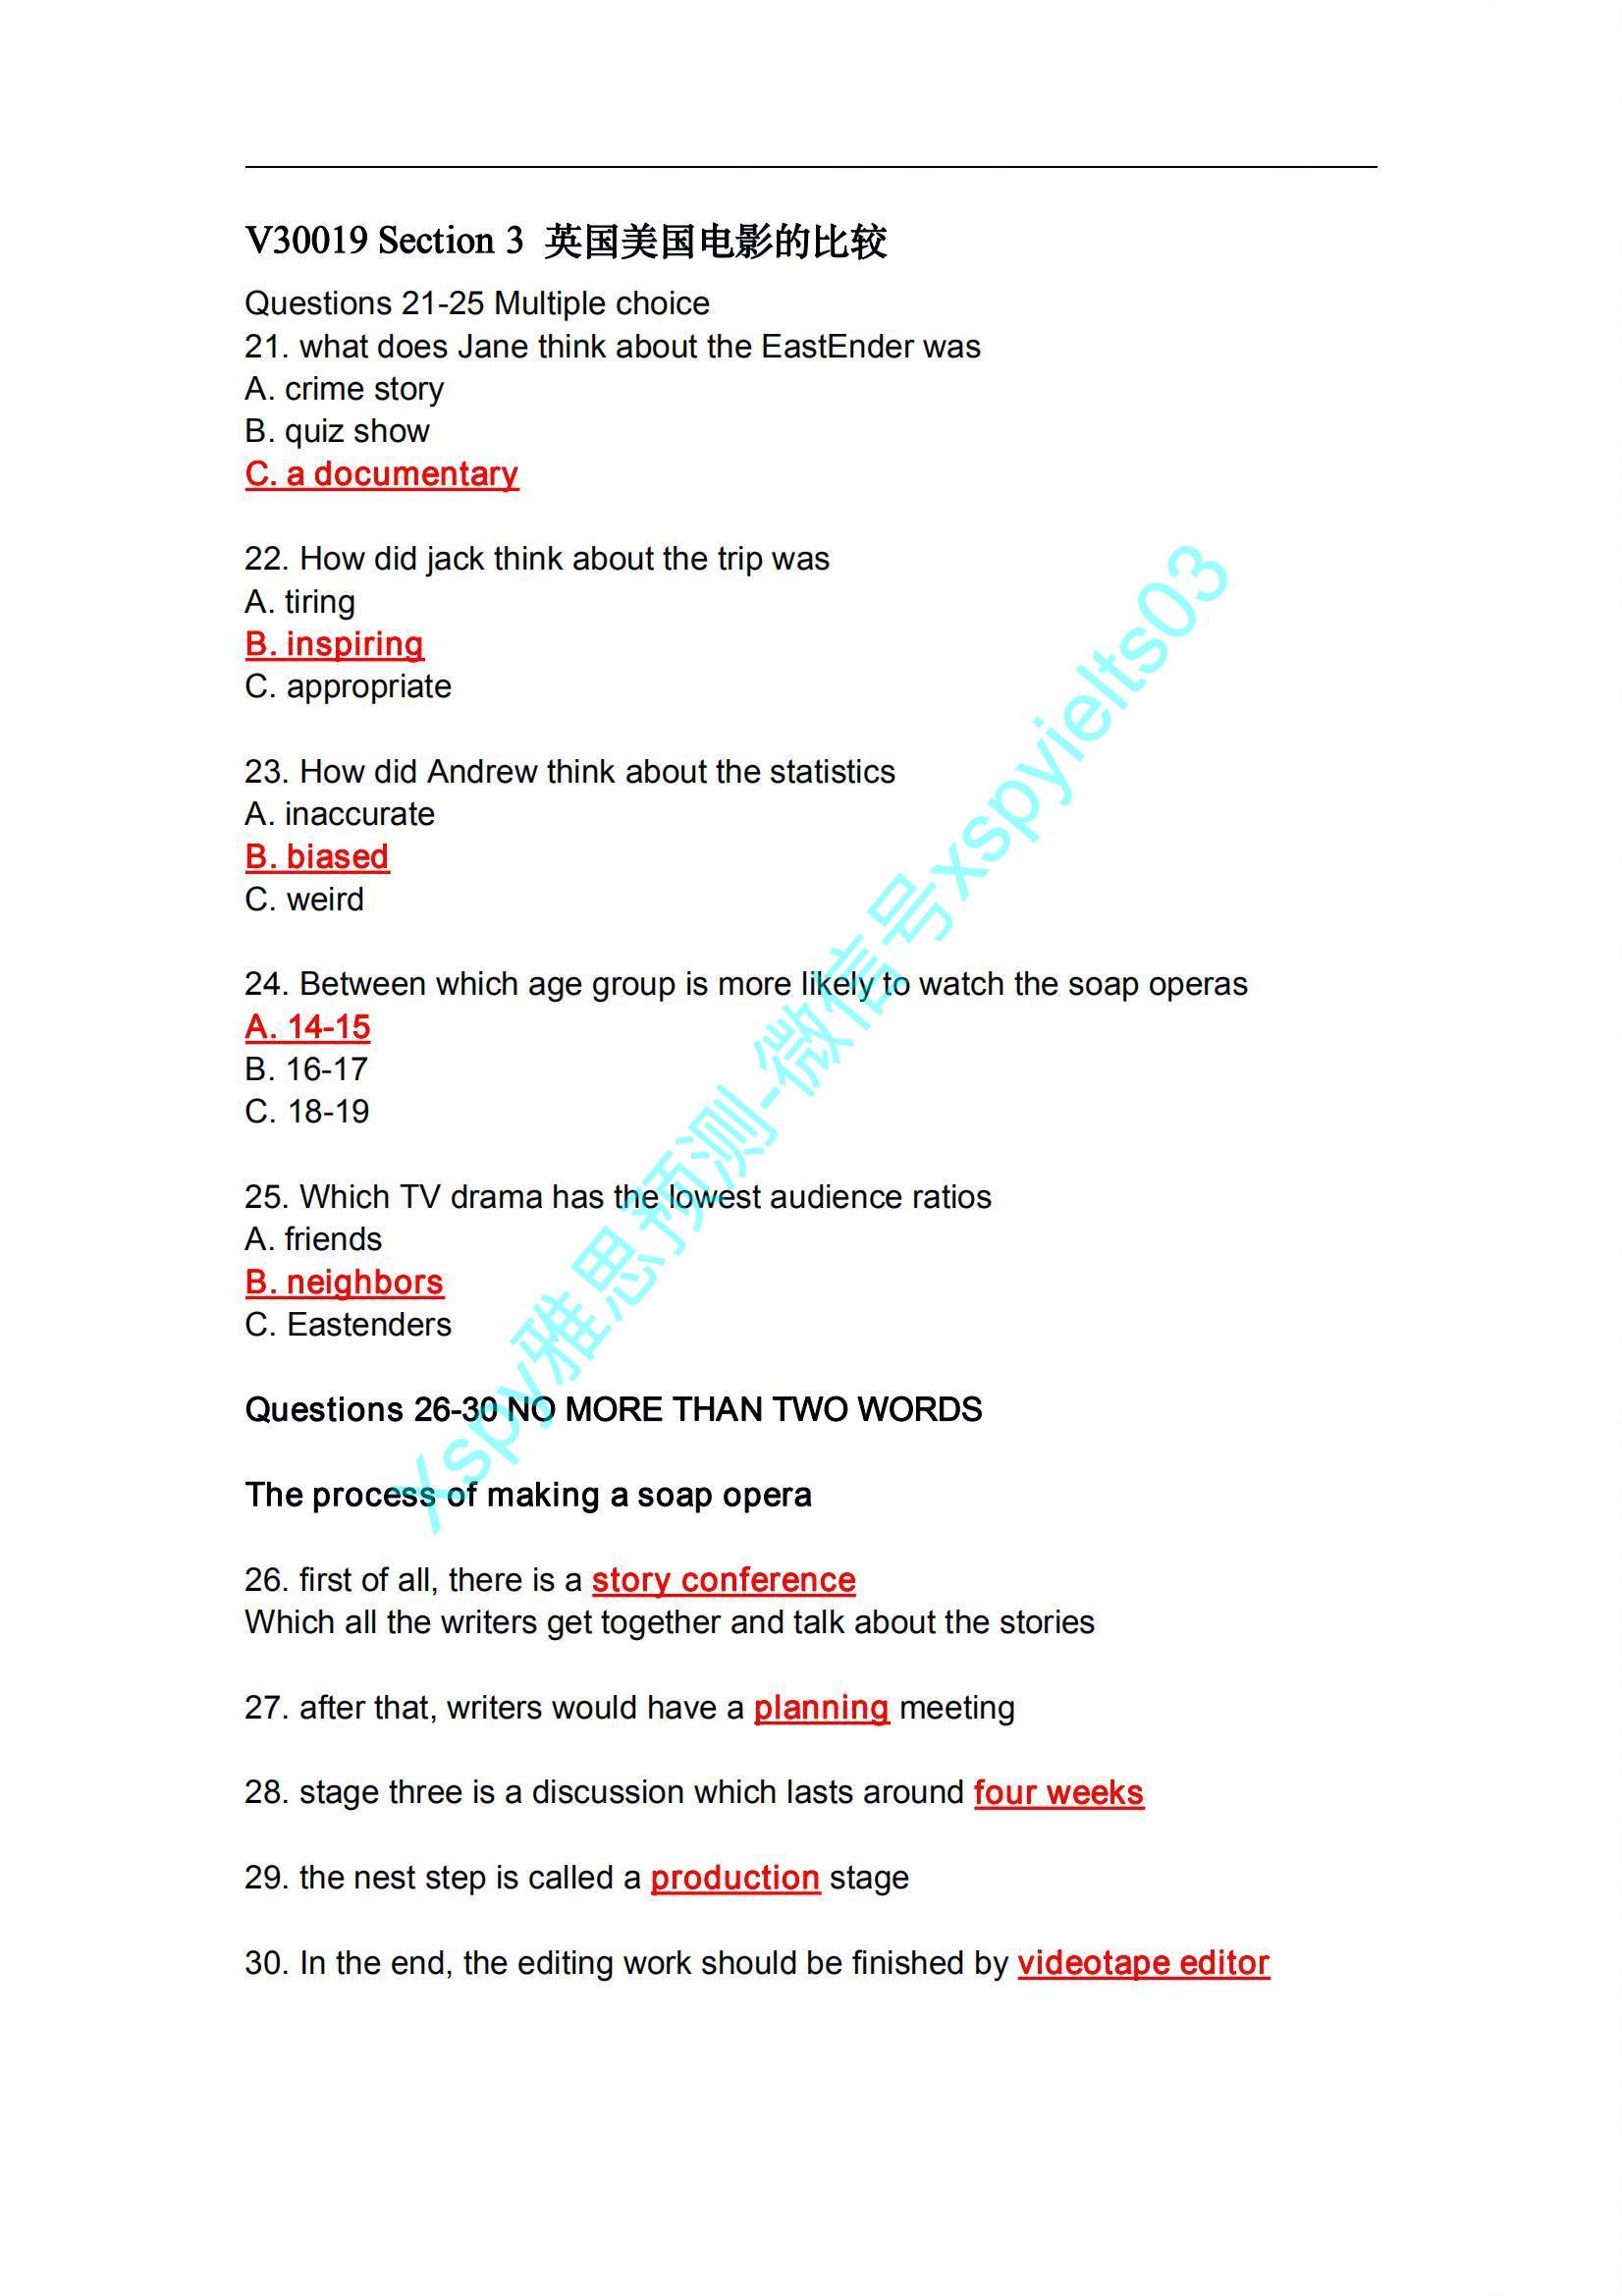 V30019 Section 3 英国美国电影的比较
Questions 21-25 Multiple choice
21. what does Jane think about the EastEnder was
A. crime story
B. quiz show
C. a documentary
22. How did jack think about the trip was
A. tiring
B. inspiring
C. appropriate
23. How did Andrew think about the statistics
A. inaccurate
B. biased
C. weird
24. Between which age group is more likely to watch the soap operas
A. 14-15
B. 16-17
C. 18-19
25. Which TV drama has the lowest audience ratios
A. friends
B. neighbors
C. Eastenders
Questions 26-30 NO MORE THAN TWO WORDS
The process of making a soap opera
26. first of all, there is a story conference
Which all the writers get together and talk about the stories
27. after that, writers would have a planning meeting
28. stage three is a discussion which lasts around four weeks
29. the nest step is called a production stage
30. In the end, the editing work should be finished by videotape editor
Xspy雅思预测-微信号xspyielts03